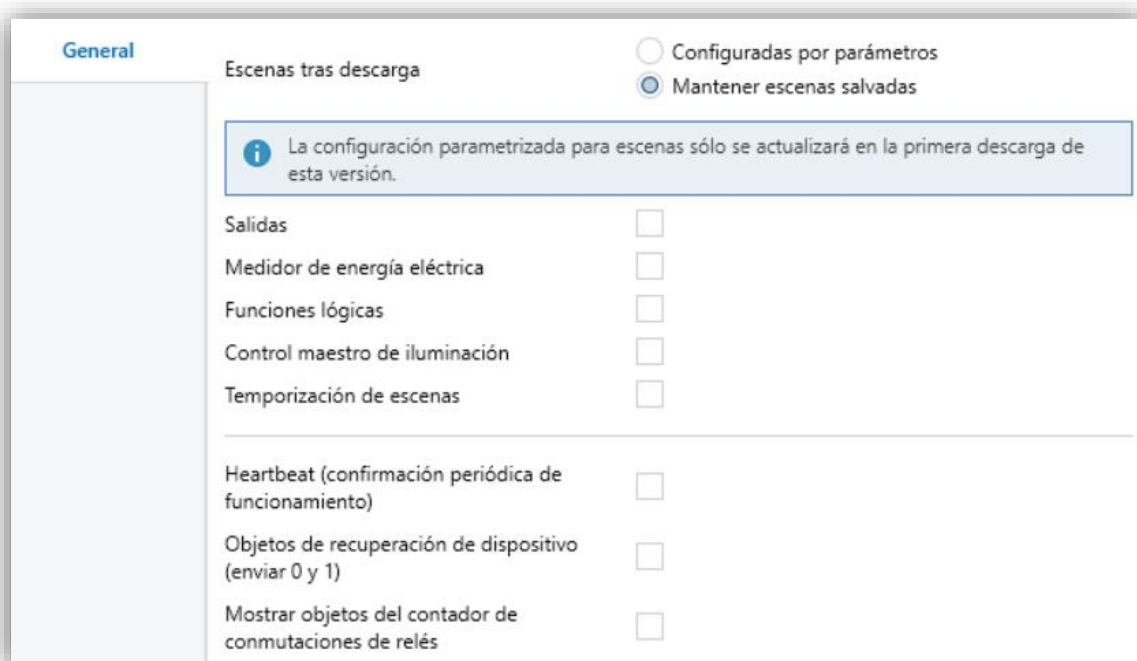 General
Escenas tras descarga
Configuradas por parámetros
Mantener escenas salvadas
La configuración parametrizada para escenas sólo se actualizará en la primera descarga de
esta versión.
Salidas
Medidor de energía eléctrica
Funciones lógicas
Control maestro de iluminación
Temporización de escenas
Heartbeat (confirmación periódica de
funcionamiento)
Objetos de recuperación de dispositivo
(enviar 0 y 1)
Mostrar objetos del contador de
conmutaciones de relés